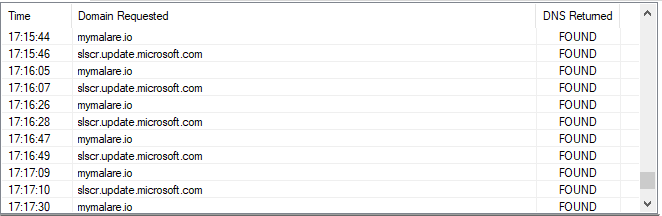 Time Domain Requested DNS Returned
17:15:44 mymalare.io FOUND
17:15:46 slscr.update.microsoft.com FOUND
17:16:05 mymalare.io FOUND
17:16:07 slscr.update.microsoft.com FOUND
17:16:26 mymalare.io FOUND
17:16:28 slscr.update.microsoft.com FOUND
17:16:47 mymalare.io FOUND
17:16:49 slscr.update.microsoft.com FOUND
17:17:09 mymalare.io FOUND
17:17:10 slscr.update.microsoft.com FOUND
17:17:30 mymalare.io FOUND